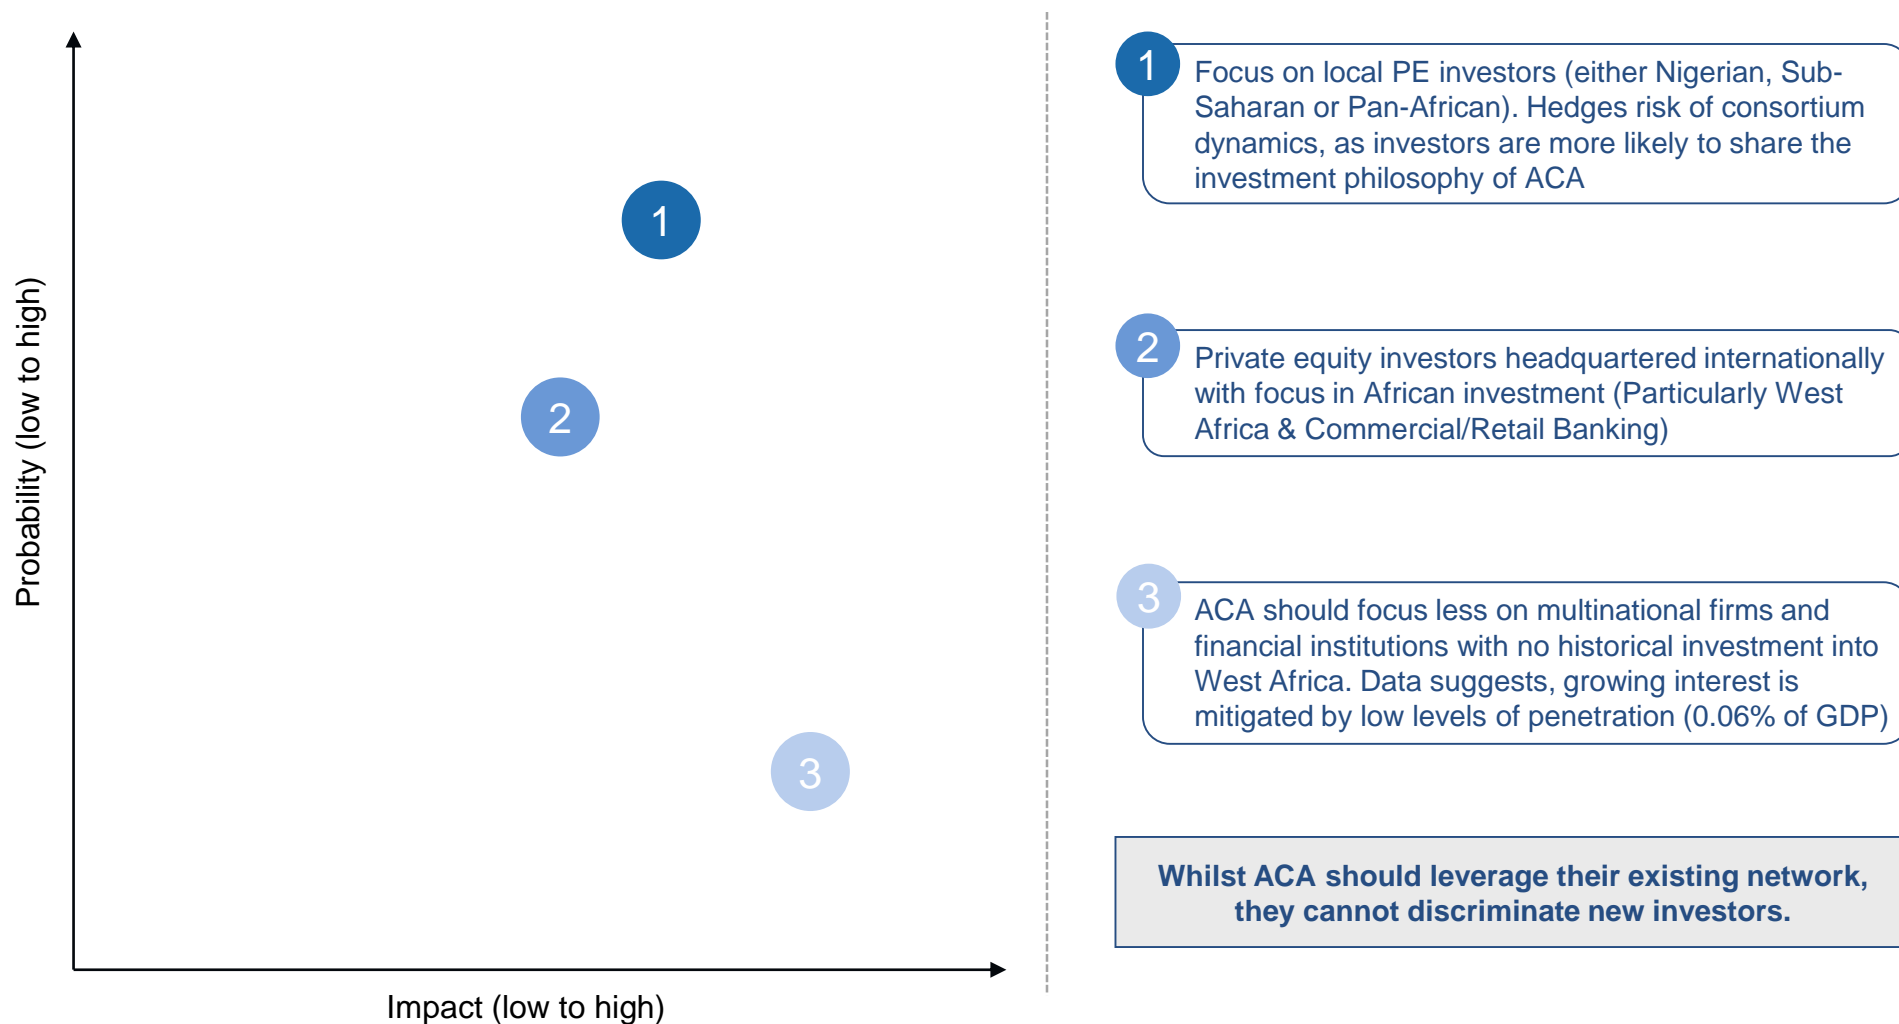 Probability (low to high)
1
2
3
Impact (low to high)
1
Focus on local PE investors (either Nigerian, Sub-
Saharan or Pan-African). Hedges risk of consortium
dynamics, as investors are more likely to share the
investment philosophy of ACA
2
Private equity investors headquartered internationally
with focus in African investment (Particularly West
Africa & Commercial/Retail Banking)
3
ACA should focus less on multinational firms and
financial institutions with no historical investment into
West Africa. Data suggests, growing interest is
mitigated by low levels of penetration (0.06% of GDP)
Whilst ACA should leverage their existing network,
they cannot discriminate new investors.